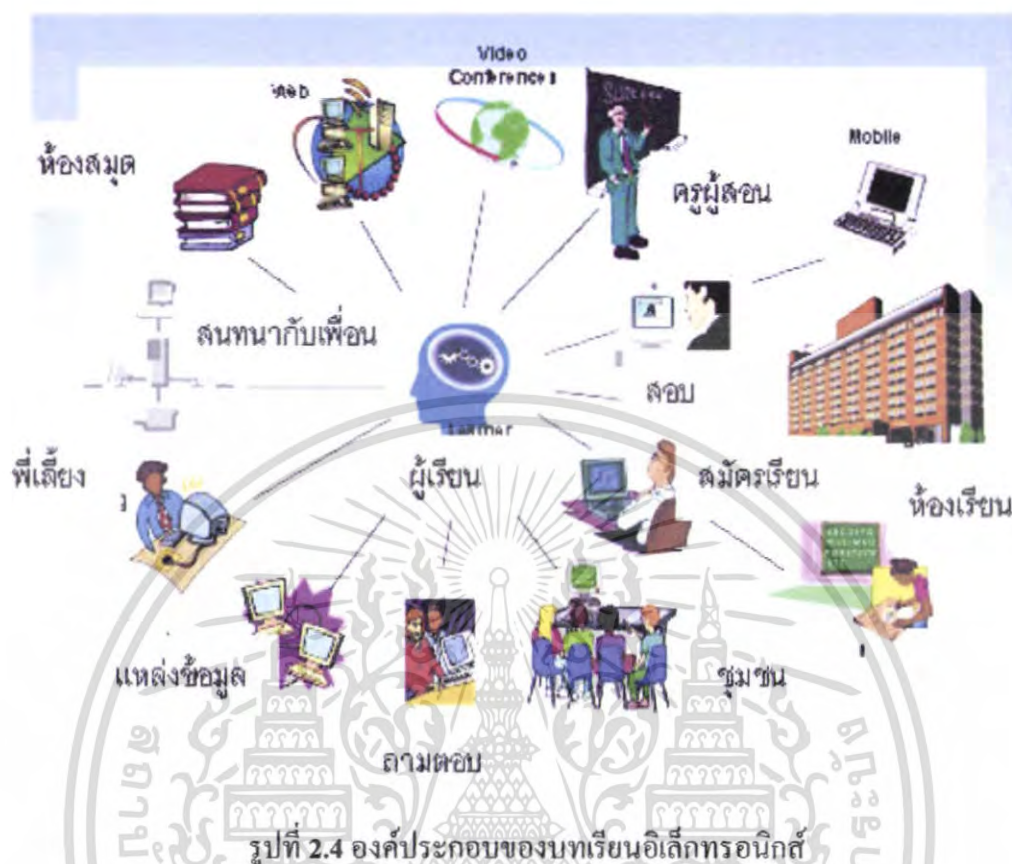 Video
Conferences
Web
ห้องสมุด
Mobile
ครูผู้สอน
สนทนากับเพื่อน
สอบ
Learner
พี่เลี้ยง
ผู้เรียน
สมัครเรียน
ห้องเรียน
แหล่งข้อมูล
ชุมชน
ถามตอบ
รูปที่ 2.4 องค์ประกอบของบทเรียนอิเล็กทรอนิกส์